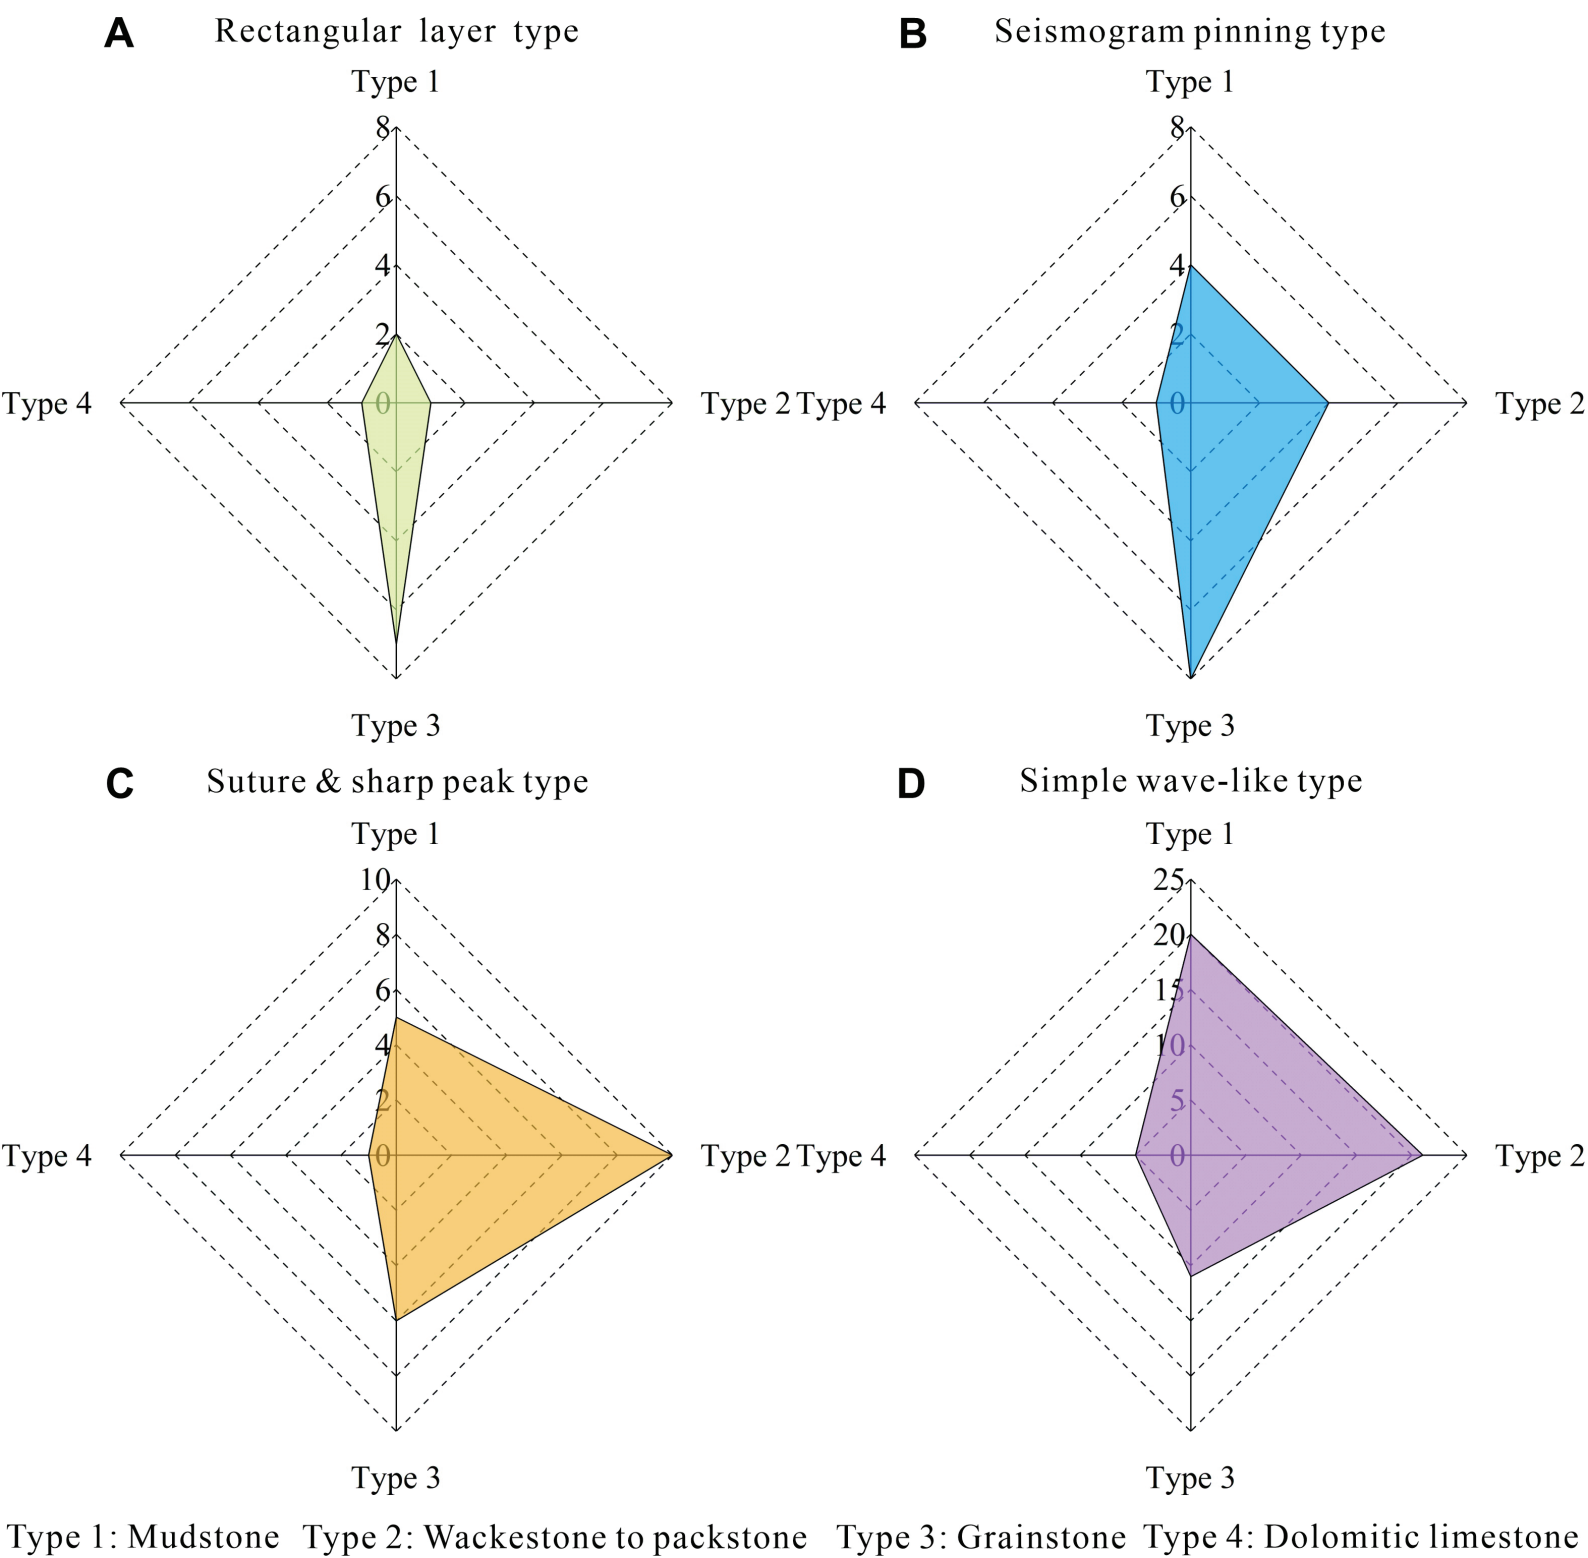 A Rectangular layer type
Type 1
8
6
4
2
0
Type 4
Type 2
Type 3
B Seismogram pinning type
Type 1
8
6
4
2
0
Type 4
Type 2
Type 3
C Suture & sharp peak type
Type 1
10
8
6
4
2
0
Type 4
Type 2
Type 3
D Simple wave-like type
Type 1
25
20
15
10
5
0
Type 4
Type 2
Type 3
Type 1: Mudstone Type 2: Wackestone to packstone Type 3: Grainstone Type 4: Dolomitic limestone